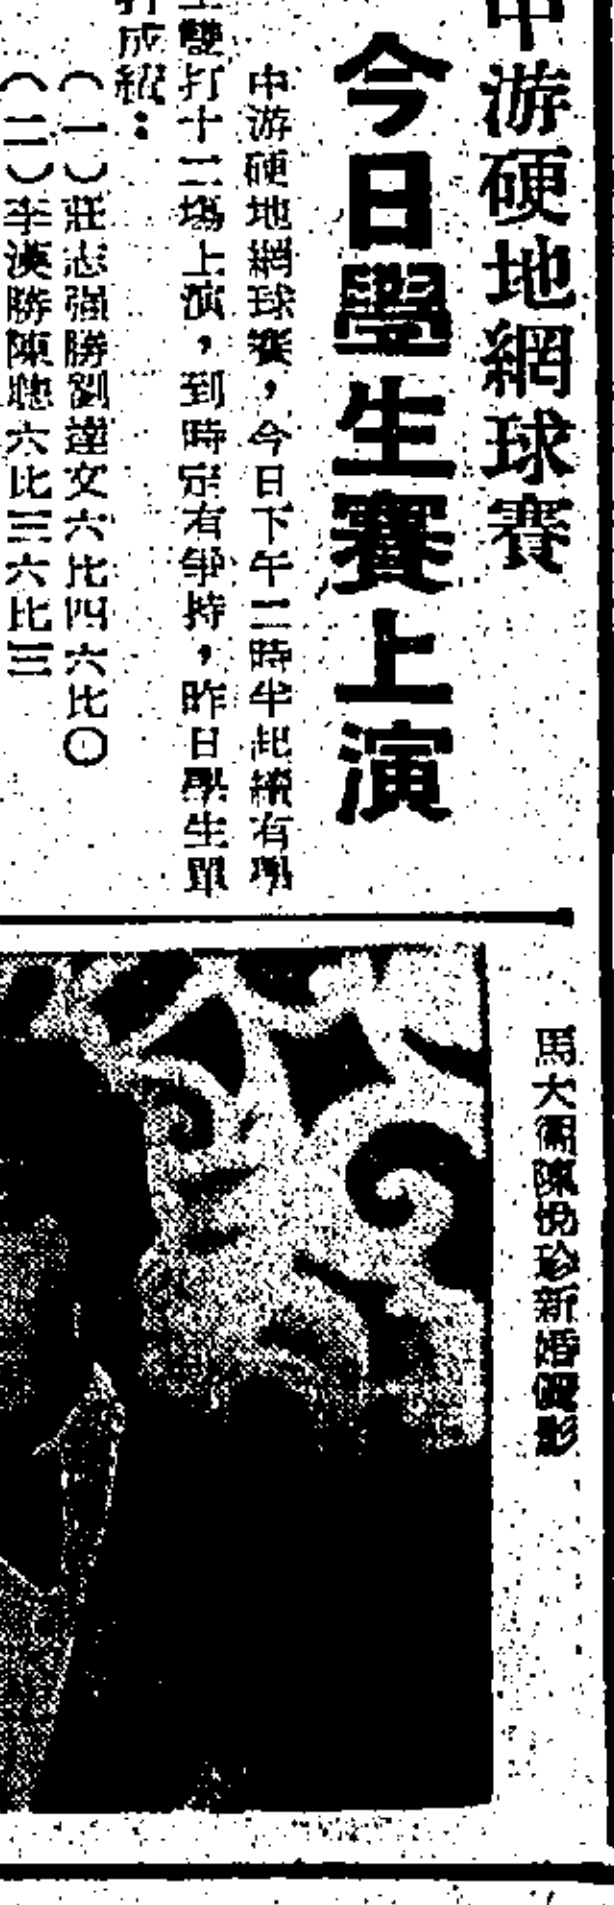 中游硬地網球賽
今日學生賽上演
中游硬地網球賽，今日下午二時半起續有學
生雙打十二場上演，到時定有爭持，昨日學生單
打成績：
（一）莊志強勝劉達文六比四六比〇
（二）李漢勝陳聰六比三六比三
馬大衛陳悅珍新婚儷影